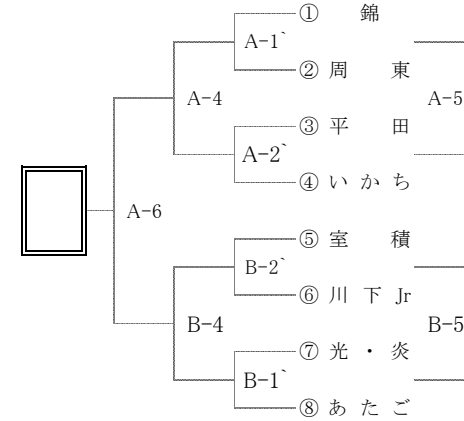 ① 錦
A-1`
② 周 東
A-4
A-5
③ 平 田
A-2`
④ い か ち
A-6
⑤ 室 積
B-2`
⑥ 川 下 Jr
B-4
B-5
⑦ 光 ・ 炎
B-1`
⑧ あ た ご